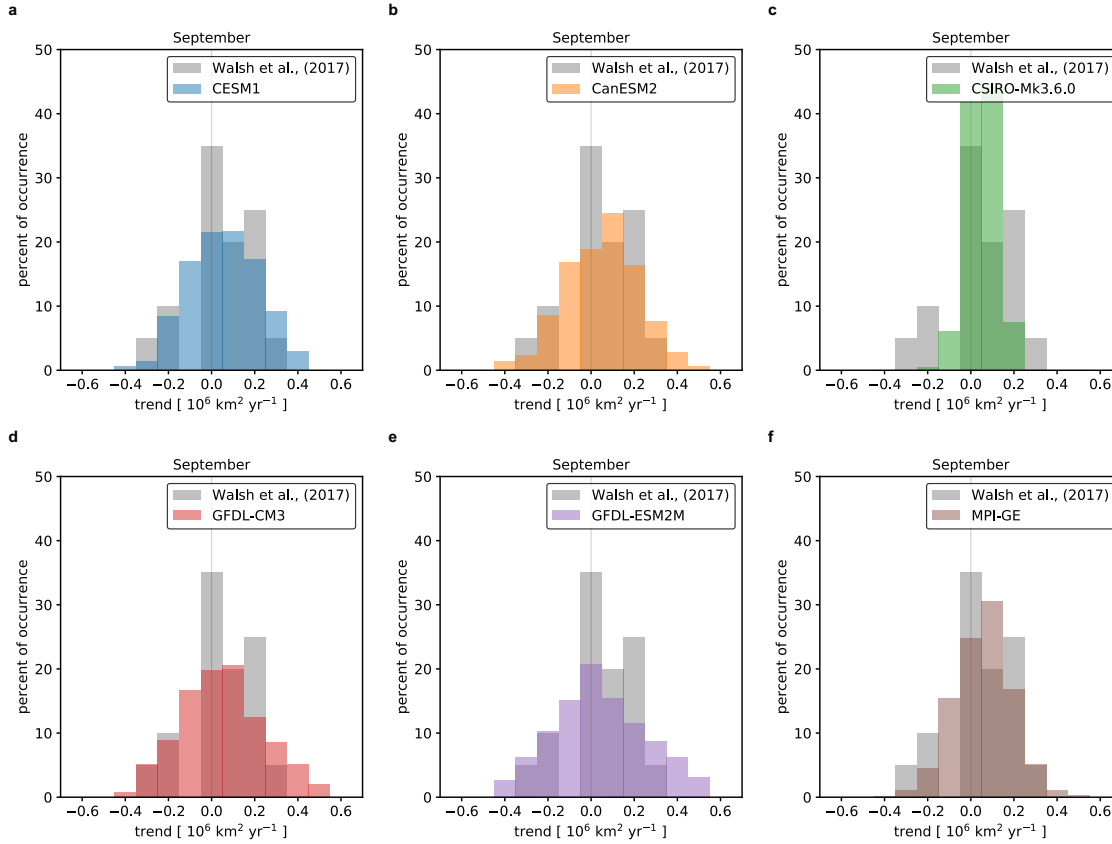 a
September
50
40
30
20
10
0
percent of occurrence
Walsh et al., (2017)
CESM1
−0.6 −0.4 −0.2 0.0 0.2 0.4 0.6
trend [ 10⁶ km² yr⁻¹ ]
b
September
50
40
30
20
10
0
percent of occurrence
Walsh et al., (2017)
CanESM2
−0.6 −0.4 −0.2 0.0 0.2 0.4 0.6
trend [ 10⁶ km² yr⁻¹ ]
c
September
50
40
30
20
10
0
percent of occurrence
Walsh et al., (2017)
CSIRO-Mk3.6.0
−0.6 −0.4 −0.2 0.0 0.2 0.4 0.6
trend [ 10⁶ km² yr⁻¹ ]
d
September
50
40
30
20
10
0
percent of occurrence
Walsh et al., (2017)
GFDL-CM3
−0.6 −0.4 −0.2 0.0 0.2 0.4 0.6
trend [ 10⁶ km² yr⁻¹ ]
e
September
50
40
30
20
10
0
percent of occurrence
Walsh et al., (2017)
GFDL-ESM2M
−0.6 −0.4 −0.2 0.0 0.2 0.4 0.6
trend [ 10⁶ km² yr⁻¹ ]
f
September
50
40
30
20
10
0
percent of occurrence
Walsh et al., (2017)
MPI-GE
−0.6 −0.4 −0.2 0.0 0.2 0.4 0.6
trend [ 10⁶ km² yr⁻¹ ]